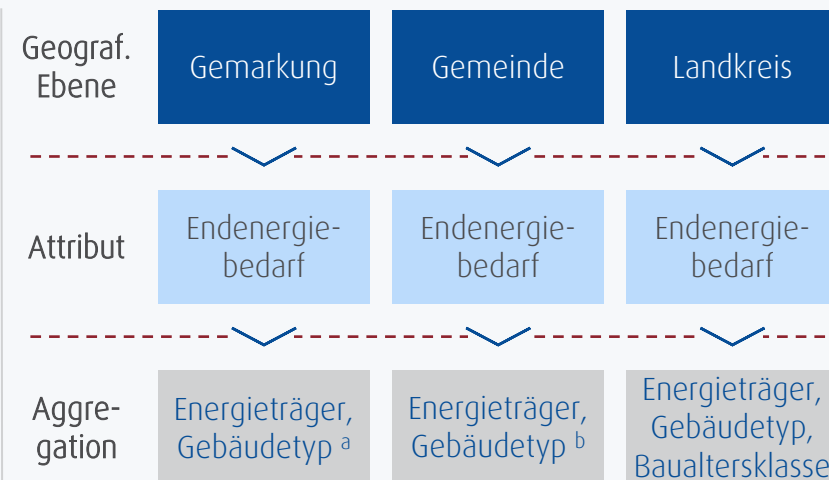 Geograf.
Ebene
Gemarkung
Gemeinde
Landkreis
Attribut
Endenergie-
bedarf
Endenergie-
bedarf
Endenergie-
bedarf
Aggre-
gation
Energieträger,
Gebäudetyp a
Energieträger,
Gebäudetyp b
Energieträger,
Gebäudetyp,
Baualtersklasse